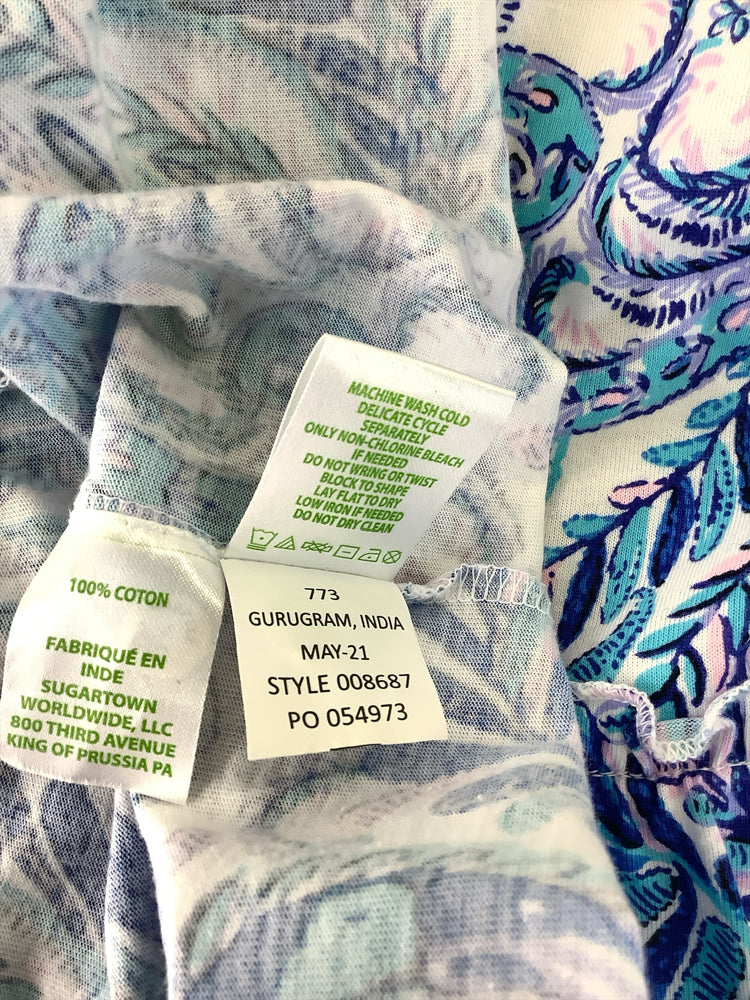 MACHINE WASH COLD
DELICATE CYCLE
SEPARATELY
ONLY NON-CHLORINE BLEACH
IF NEEDED
DO NOT WRING OR TWIST
BLOCK TO SHAPE
LAY FLAT TO DRY
LOW IRON IF NEEDED
DO NOT DRY CLEAN
100% COTON
FABRIQUÉ EN
INDE
SUGARTOWN
WORLDWIDE, LLC
800 THIRD AVENUE
KING OF PRUSSIA PA
773
GURUGRAM, INDIA
MAY-21
STYLE 008687
PO 054973